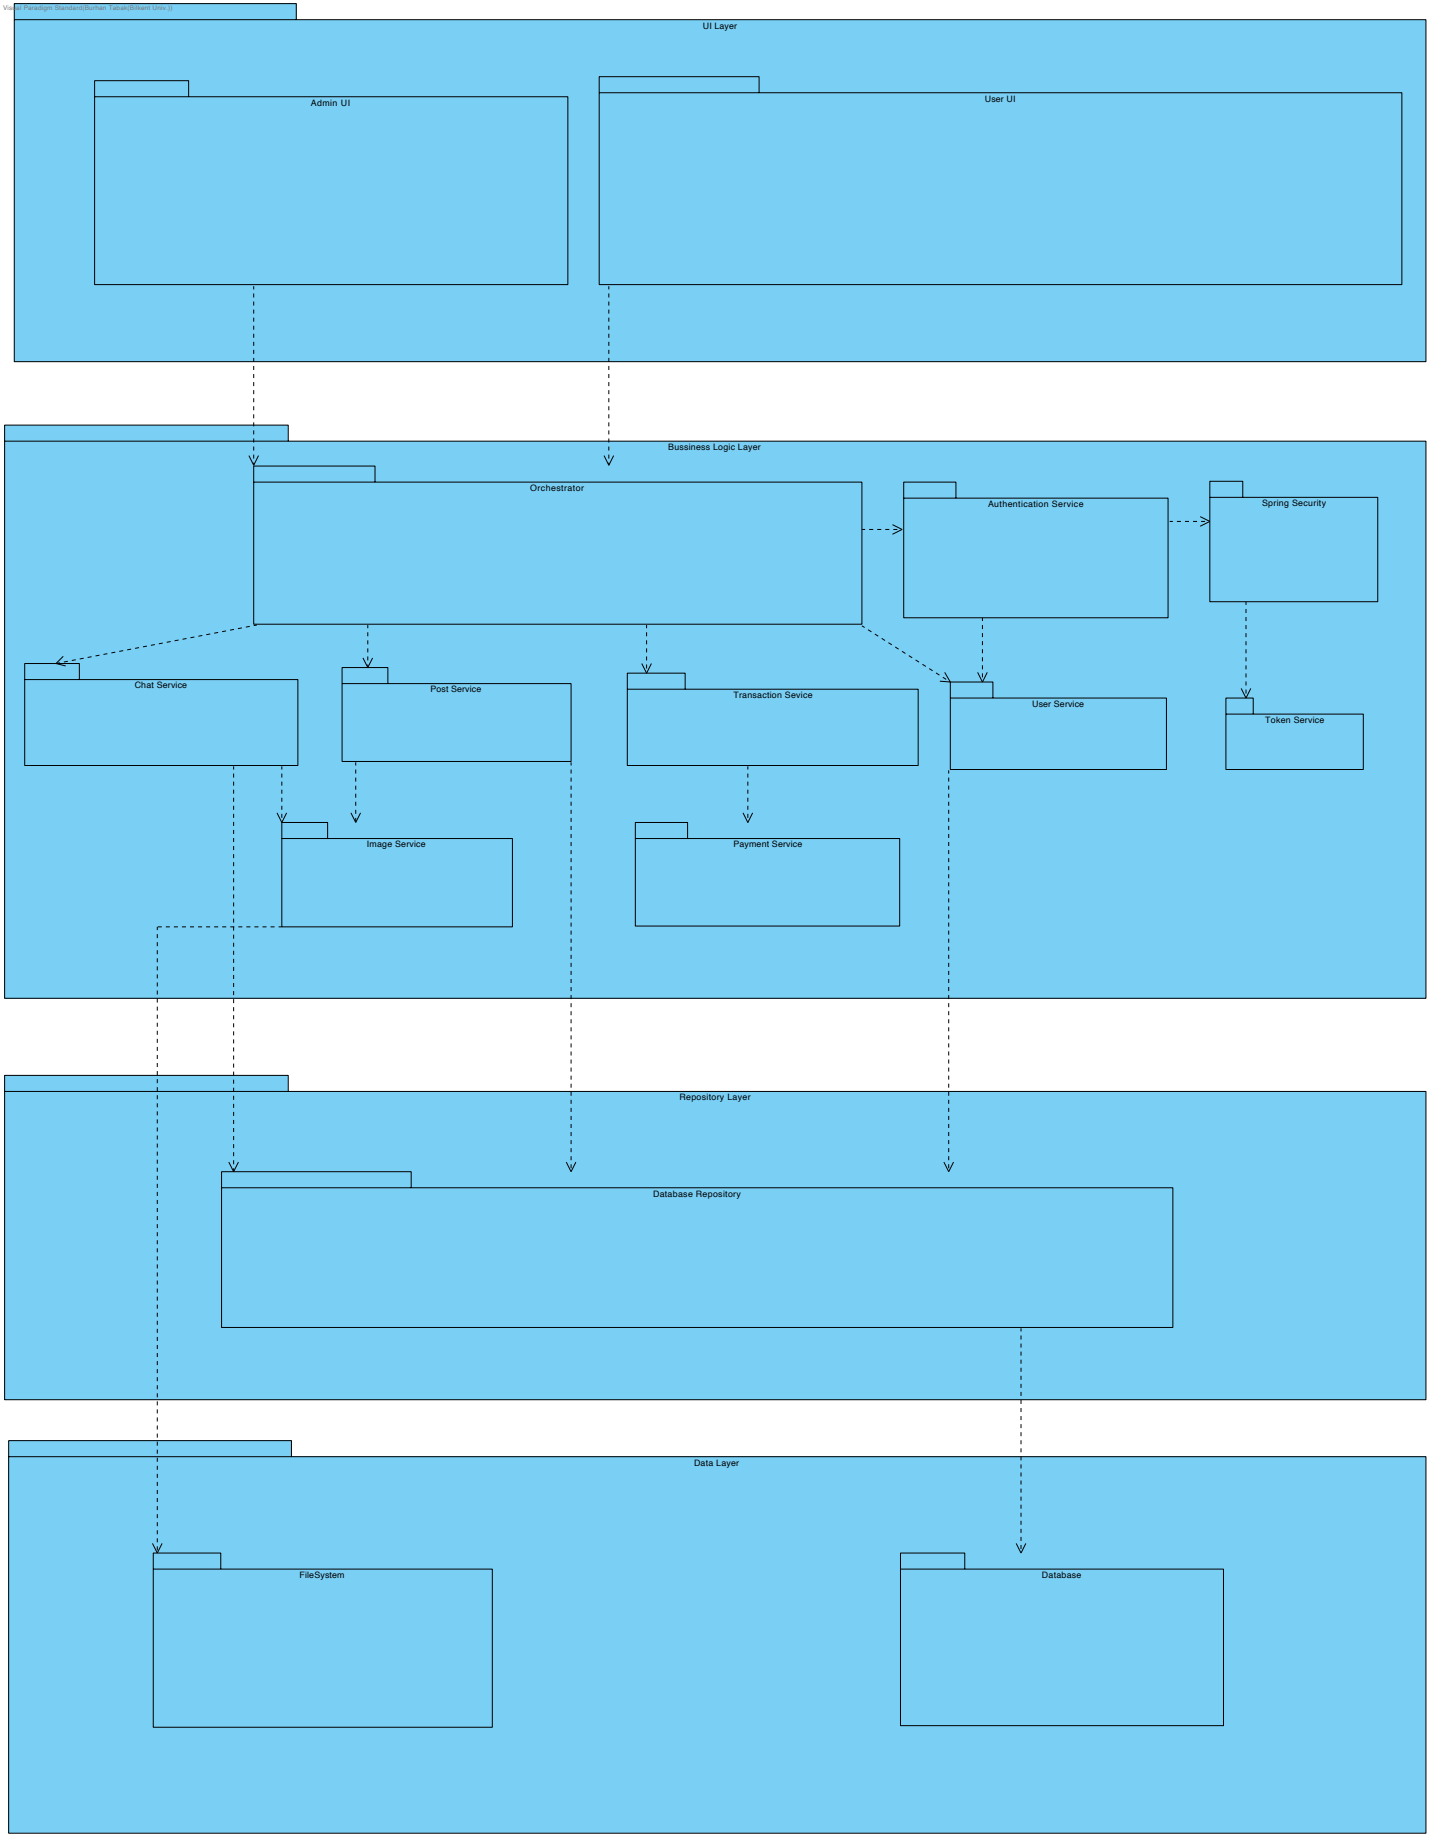 Visual Paradigm Standard(Burhan Tabak(Bilkent Univ.))
UI Layer
Admin UI
User UI
Bussiness Logic Layer
Orchestrator
Authentication Service
Spring Security
Chat Service
Post Service
Transaction Sevice
User Service
Token Service
Image Service
Payment Service
Repository Layer
Database Repository
Data Layer
FileSystem
Database